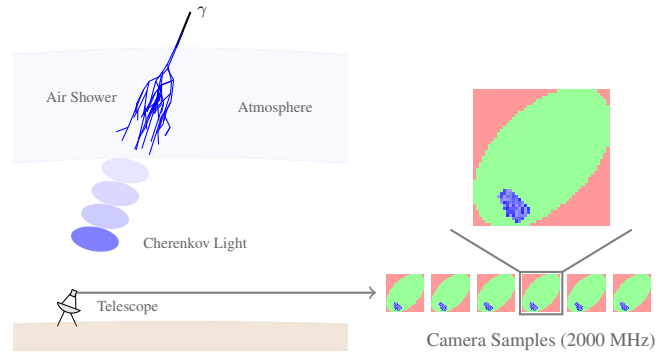 γ
Air Shower
Atmosphere
Cherenkov Light
Telescope
Camera Samples (2000 MHz)